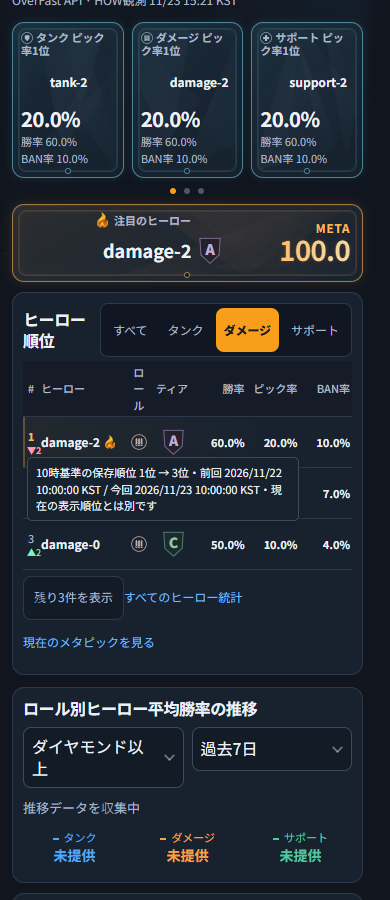 OverFast API・HOW観測 11/23 15:21 KST
タンク ピック
率1位
tank-2
20.0%
勝率 60.0%
BAN率 10.0%
ダメージ ピッ
ク率1位
damage-2
20.0%
勝率 60.0%
BAN率 10.0%
サポート ピッ
ク率1位
support-2
20.0%
勝率 60.0%
BAN率 10.0%
注目のヒーロー
damage-2 A
META
100.0
ヒーロー
順位
すべて タンク ダメージ サポート
# ヒーロー ロール ティア 勝率 ピック率 BAN率
1 damage-2 A 60.0% 20.0% 10.0%
▼2
10時基準の保存順位 1位 → 3位・前回 2026/11/22
10:00:00 KST / 今回 2026/11/23 10:00:00 KST・現
在の表示順位とは別です
7.0%
3 damage-0 C 50.0% 10.0% 4.0%
▲2
残り3件を表示 すべてのヒーロー統計
現在のメタピックを見る
ロール別ヒーロー平均勝率の推移
ダイヤモンド以
上
過去7日
推移データを収集中
タンク
未提供
ダメージ
未提供
サポート
未提供